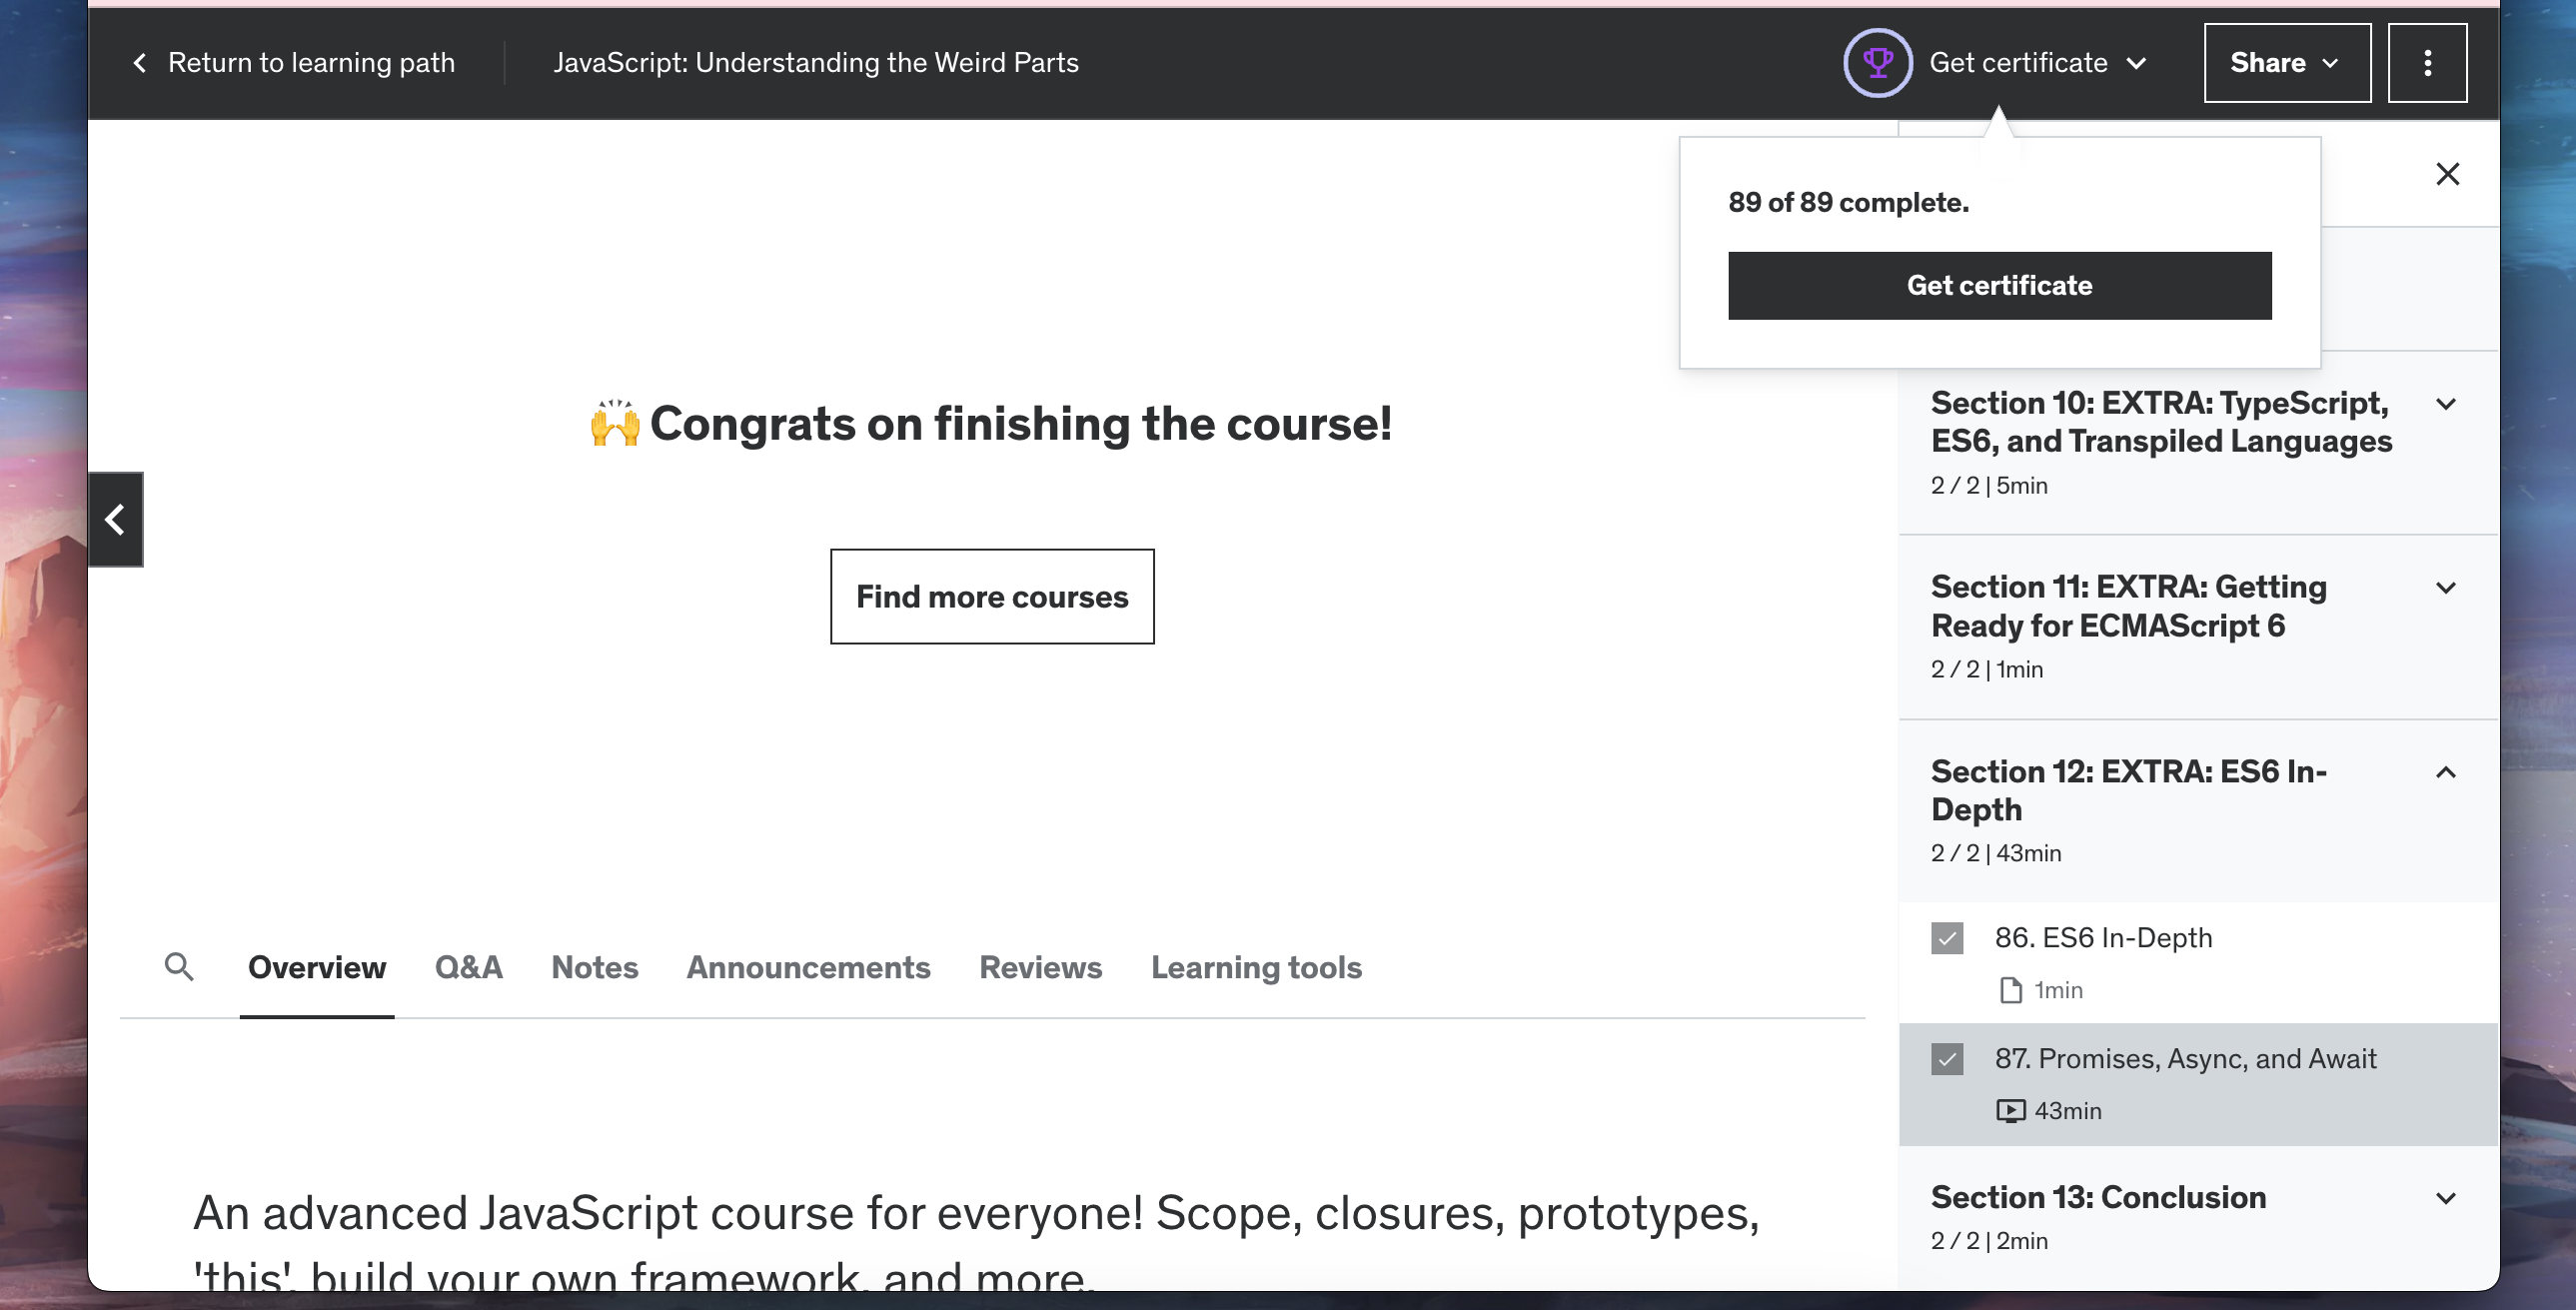 Return to learning path
JavaScript: Understanding the Weird Parts
Get certificate
Share
89 of 89 complete.
Get certificate
🙌 Congrats on finishing the course!
Find more courses
Overview
Q&A
Notes
Announcements
Reviews
Learning tools
An advanced JavaScript course for everyone! Scope, closures, prototypes,
'this', build your own framework, and more.
Section 10: EXTRA: TypeScript,
ES6, and Transpiled Languages
2 / 2 | 5min
Section 11: EXTRA: Getting
Ready for ECMAScript 6
2 / 2 | 1min
Section 12: EXTRA: ES6 In-
Depth
2 / 2 | 43min
86. ES6 In-Depth
1min
87. Promises, Async, and Await
43min
Section 13: Conclusion
2 / 2 | 2min